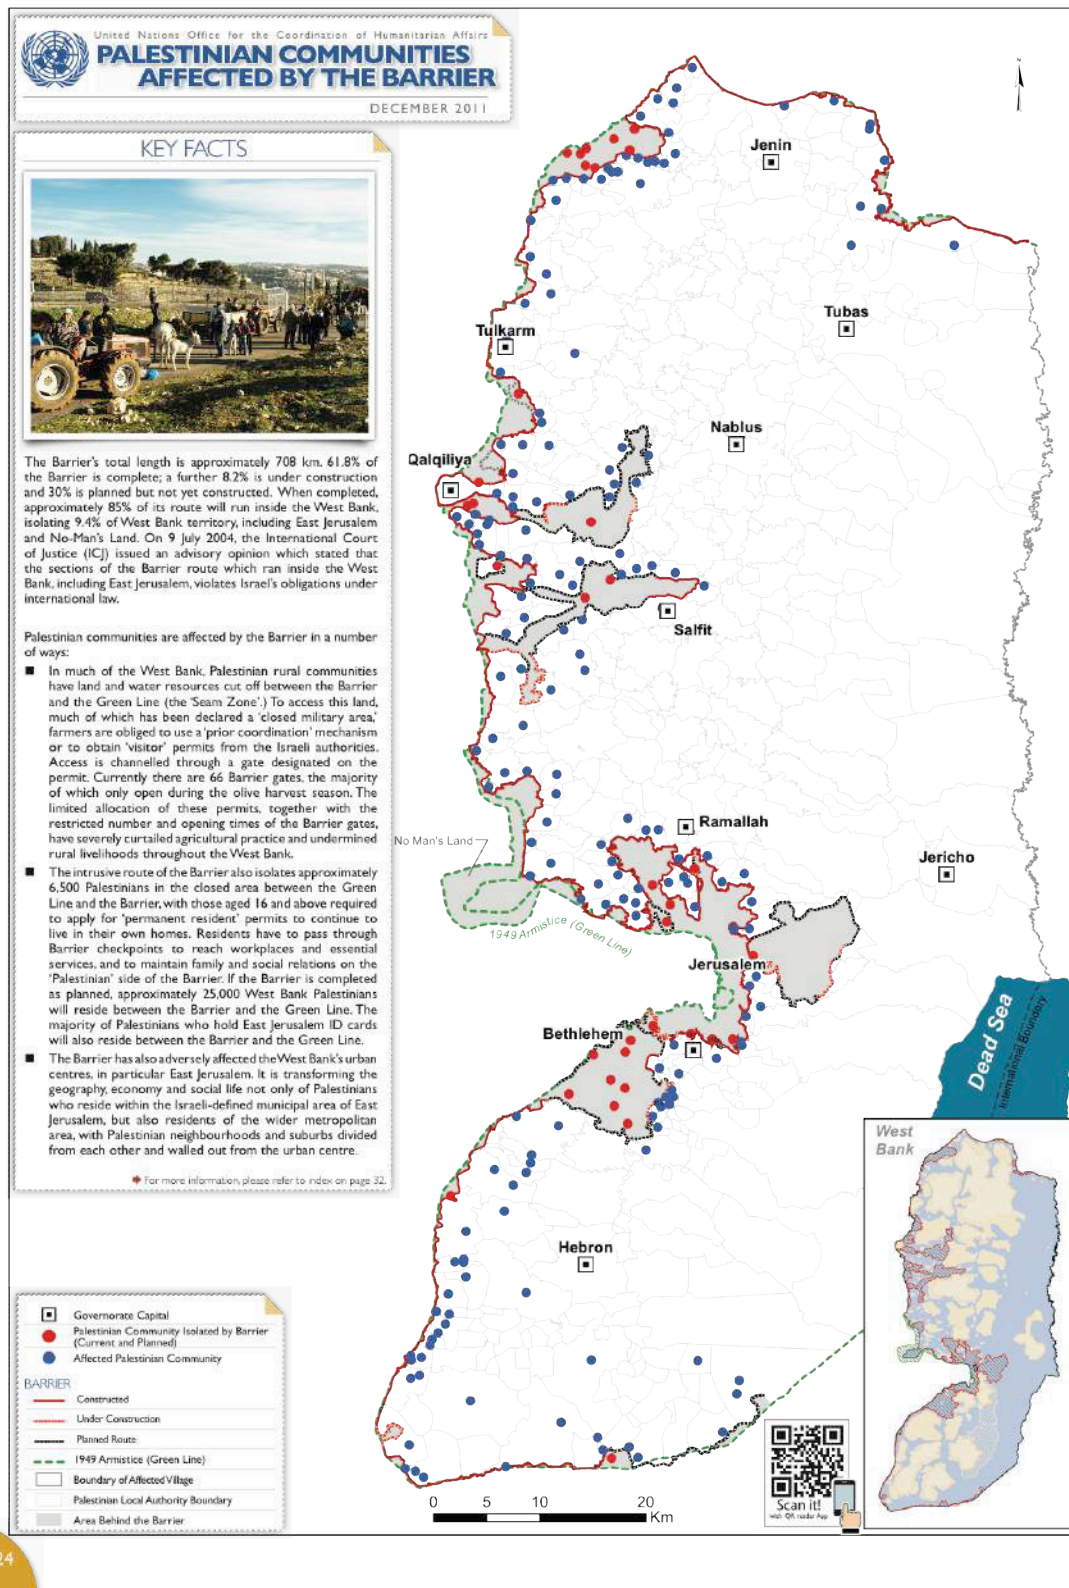 United Nations Office for the Coordination of Humanitarian Affairs
PALESTINIAN COMMUNITIES
AFFECTED BY THE BARRIER
DECEMBER 2011
KEY FACTS
The Barrier's total length is approximately 708 km. 61.8% of
the Barrier is complete; a further 8.2% is under construction
and 30% is planned but not yet constructed. When completed,
approximately 85% of its route will run inside the West Bank,
isolating 9.4% of West Bank territory, including East Jerusalem
and No-Man's Land. On 9 July 2004, the International Court
of Justice (ICJ) issued an advisory opinion which stated that
the sections of the Barrier route which ran inside the West
Bank, including East Jerusalem, violates Israel's obligations under
international law.
Palestinian communities are affected by the Barrier in a number
of ways:
■ In much of the West Bank, Palestinian rural communities
have land and water resources cut off between the Barrier
and the Green Line (the 'Seam Zone'.) To access this land,
much of which has been declared a 'closed military area,'
farmers are obliged to use a 'prior coordination' mechanism
or to obtain 'visitor' permits from the Israeli authorities.
Access is channelled through a gate designated on the
permit. Currently there are 66 Barrier gates, the majority
of which only open during the olive harvest season. The
limited allocation of these permits, together with the
restricted number and opening times of the Barrier gates,
have severely curtailed agricultural practice and undermined
rural livelihoods throughout the West Bank.
■ The intrusive route of the Barrier also isolates approximately
6,500 Palestinians in the closed area between the Green
Line and the Barrier, with those aged 16 and above required
to apply for 'permanent resident' permits to continue to
live in their own homes. Residents have to pass through
Barrier checkpoints to reach workplaces and essential
services, and to maintain family and social relations on the
'Palestinian' side of the Barrier. If the Barrier is completed
as planned, approximately 25,000 West Bank Palestinians
will reside between the Barrier and the Green Line. The
majority of Palestinians who hold East Jerusalem ID cards
will also reside between the Barrier and the Green Line.
■ The Barrier has also adversely affected the West Bank's urban
centres, in particular East Jerusalem. It is transforming the
geography, economy and social life not only of Palestinians
who reside within the Israeli-defined municipal area of East
Jerusalem, but also residents of the wider metropolitan
area, with Palestinian neighbourhoods and suburbs divided
from each other and walled out from the urban centre.
For more information, please refer to index on page 32.
Governorate Capital
Palestinian Community Isolated by Barrier
(Current and Planned)
Affected Palestinian Community
BARRIER
Constructed
Under Construction
Planned Route
1949 Armistice (Green Line)
Boundary of Affected Village
Palestinian Local Authority Boundary
Area Behind the Barrier
24
N
Jenin
Tubas
Tulkarm
Nablus
Qalqiliya
Salfit
Ramallah
No Man's Land
Jericho
1949 Armistice (Green Line)
Jerusalem
Bethlehem
Dead Sea
International Boundary
Hebron
West
Bank
0 5 10 20
Km
Scan it!
with QR reader App